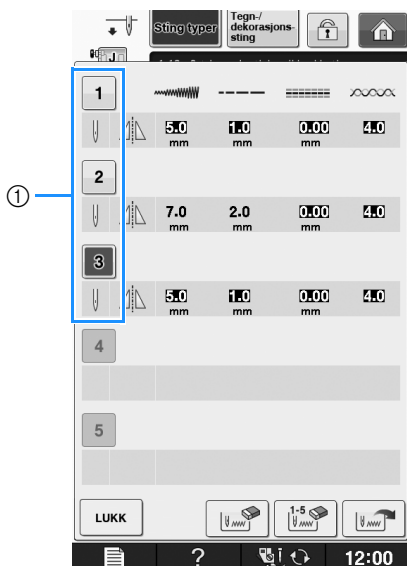 Sting typer
Tegn-/
dekorasjons-
sting
J
1
5.0 1.0 0.00 4.0
mm mm mm
2
① 7.0 2.0 0.00 4.0
mm mm mm
3
5.0 1.0 0.00 4.0
mm mm mm
4
5
LUKK
1-5
? 12:00